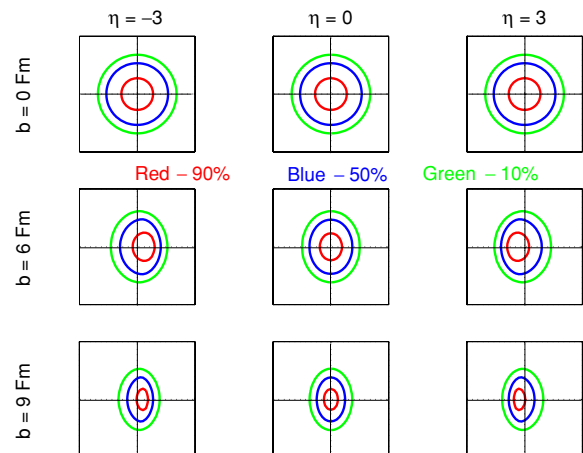 η = −3 η = 0 η = 3
b = 0 Fm
Red − 90% Blue − 50% Green − 10%
b = 6 Fm
b = 9 Fm